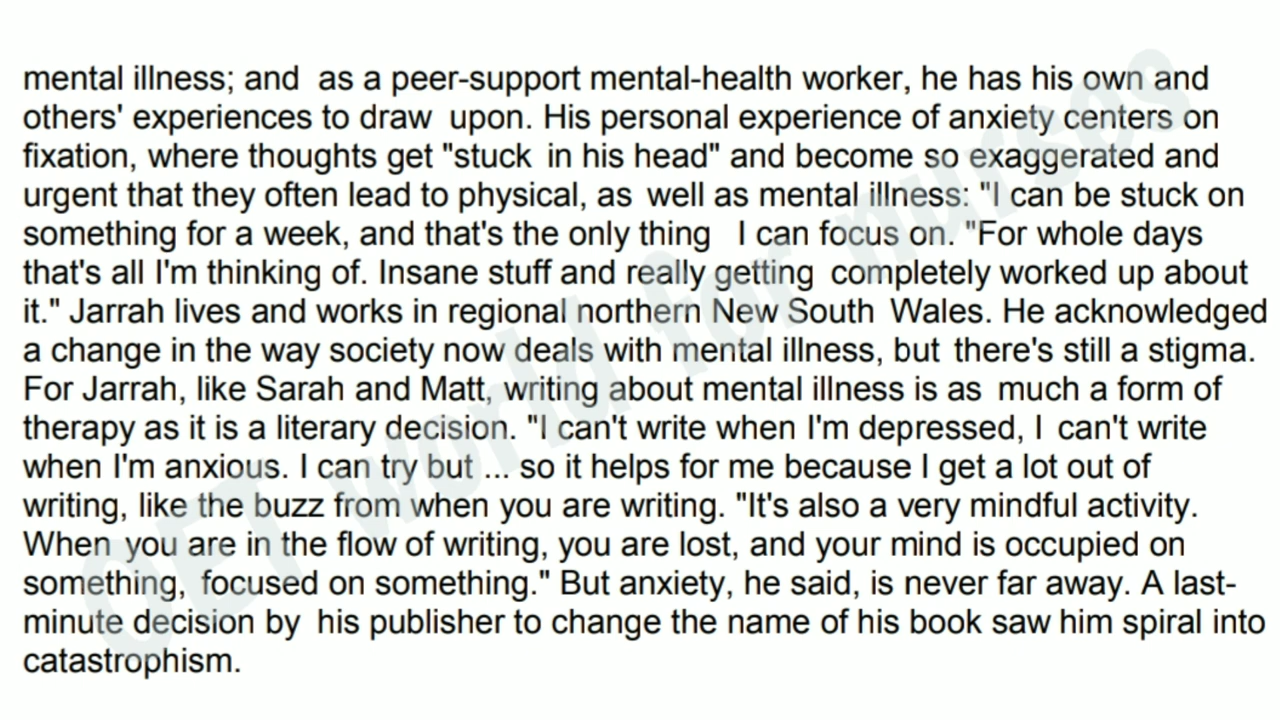 mental illness; and as a peer-support mental-health worker, he has his own and
others' experiences to draw upon. His personal experience of anxiety centers on
fixation, where thoughts get "stuck in his head" and become so exaggerated and
urgent that they often lead to physical, as well as mental illness: "I can be stuck on
something for a week, and that's the only thing I can focus on. "For whole days
that's all I'm thinking of. Insane stuff and really getting completely worked up about
it." Jarrah lives and works in regional northern New South Wales. He acknowledged
a change in the way society now deals with mental illness, but there's still a stigma.
For Jarrah, like Sarah and Matt, writing about mental illness is as much a form of
therapy as it is a literary decision. "I can't write when I'm depressed, I can't write
when I'm anxious. I can try but ... so it helps for me because I get a lot out of
writing, like the buzz from when you are writing. "It's also a very mindful activity.
When you are in the flow of writing, you are lost, and your mind is occupied on
something, focused on something." But anxiety, he said, is never far away. A last-
minute decision by his publisher to change the name of his book saw him spiral into
catastrophism.
OET world for nurses